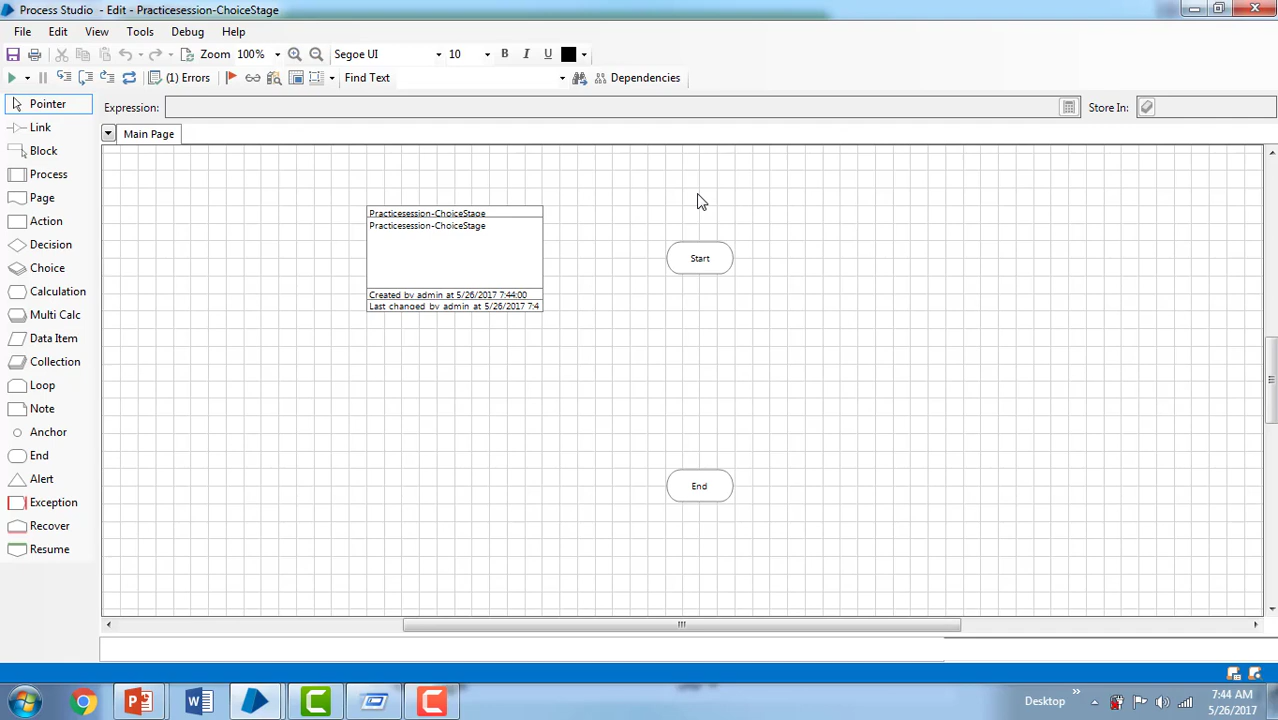 Process Studio - Edit - Practicesession-ChoiceStage
File Edit View Tools Debug Help
Zoom 100% Segoe UI 10 B I U
(1) Errors Find Text Dependencies
Pointer Expression: Store In:
Link
Main Page
Block
Process
Page
Action
Decision
Choice
Calculation
Multi Calc
Data Item
Collection
Loop
Note
Anchor
End
Alert
Exception
Recover
Resume
Practicesession-ChoiceStage
Practicesession-ChoiceStage
Created by admin at 5/26/2017 7:44:00
Last changed by admin at 5/26/2017 7:4
Start
End
Desktop
7:44 AM
5/26/2017